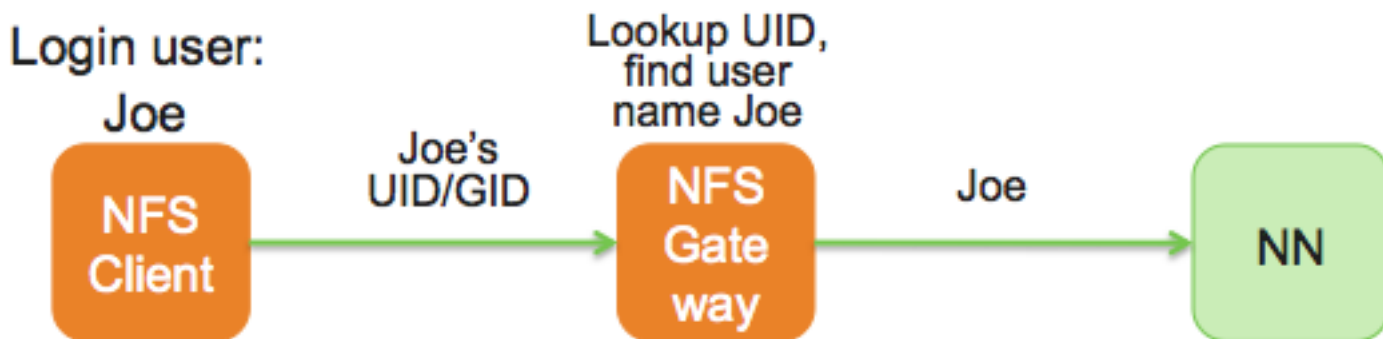 Login user:
Joe
NFS
Client
Joe's
UID/GID
Lookup UID,
find user
name Joe
NFS
Gate
way
Joe
NN